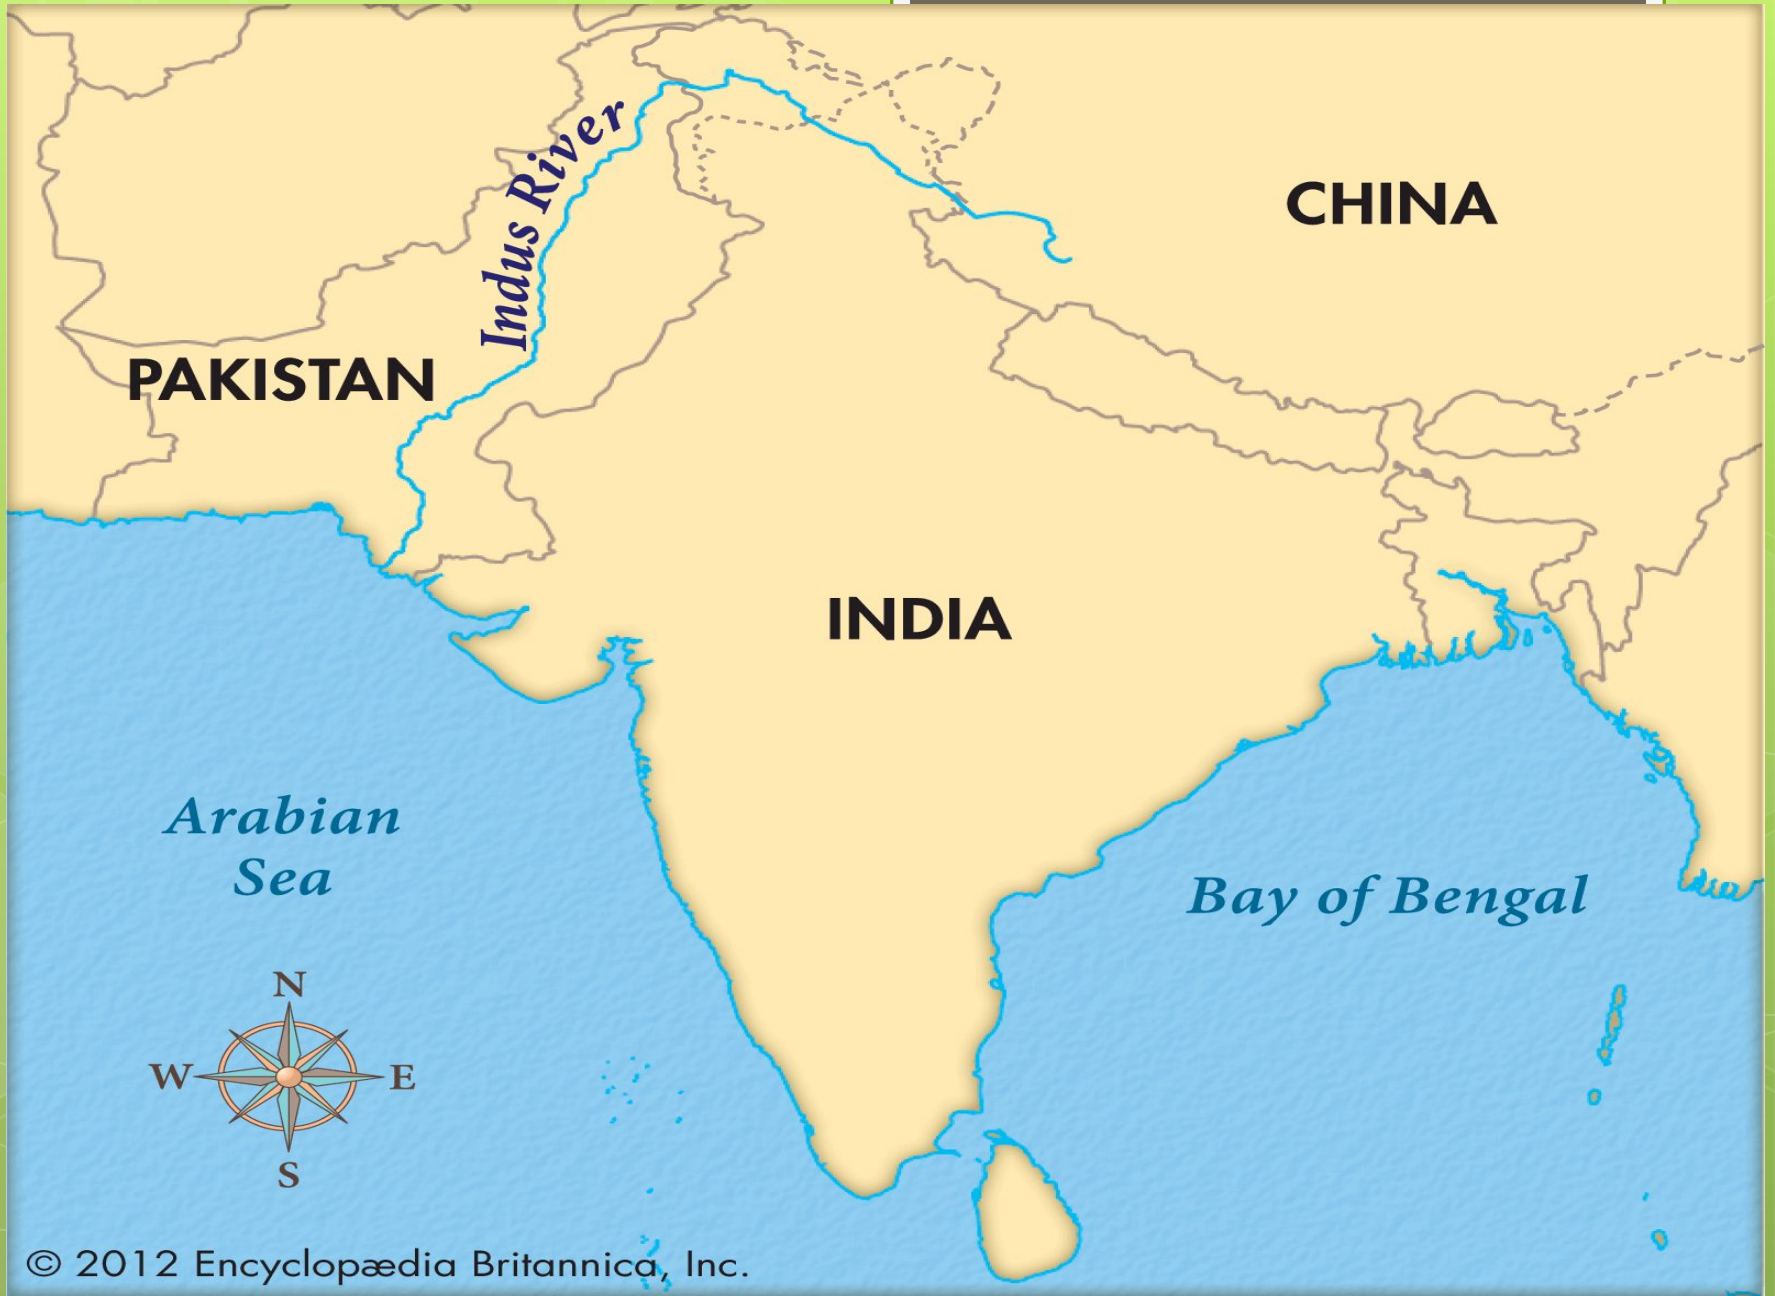 Indus River
CHINA
PAKISTAN
INDIA
Arabian
Sea
Bay of Bengal
N
W
E
S
© 2012 Encyclopædia Britannica, Inc.